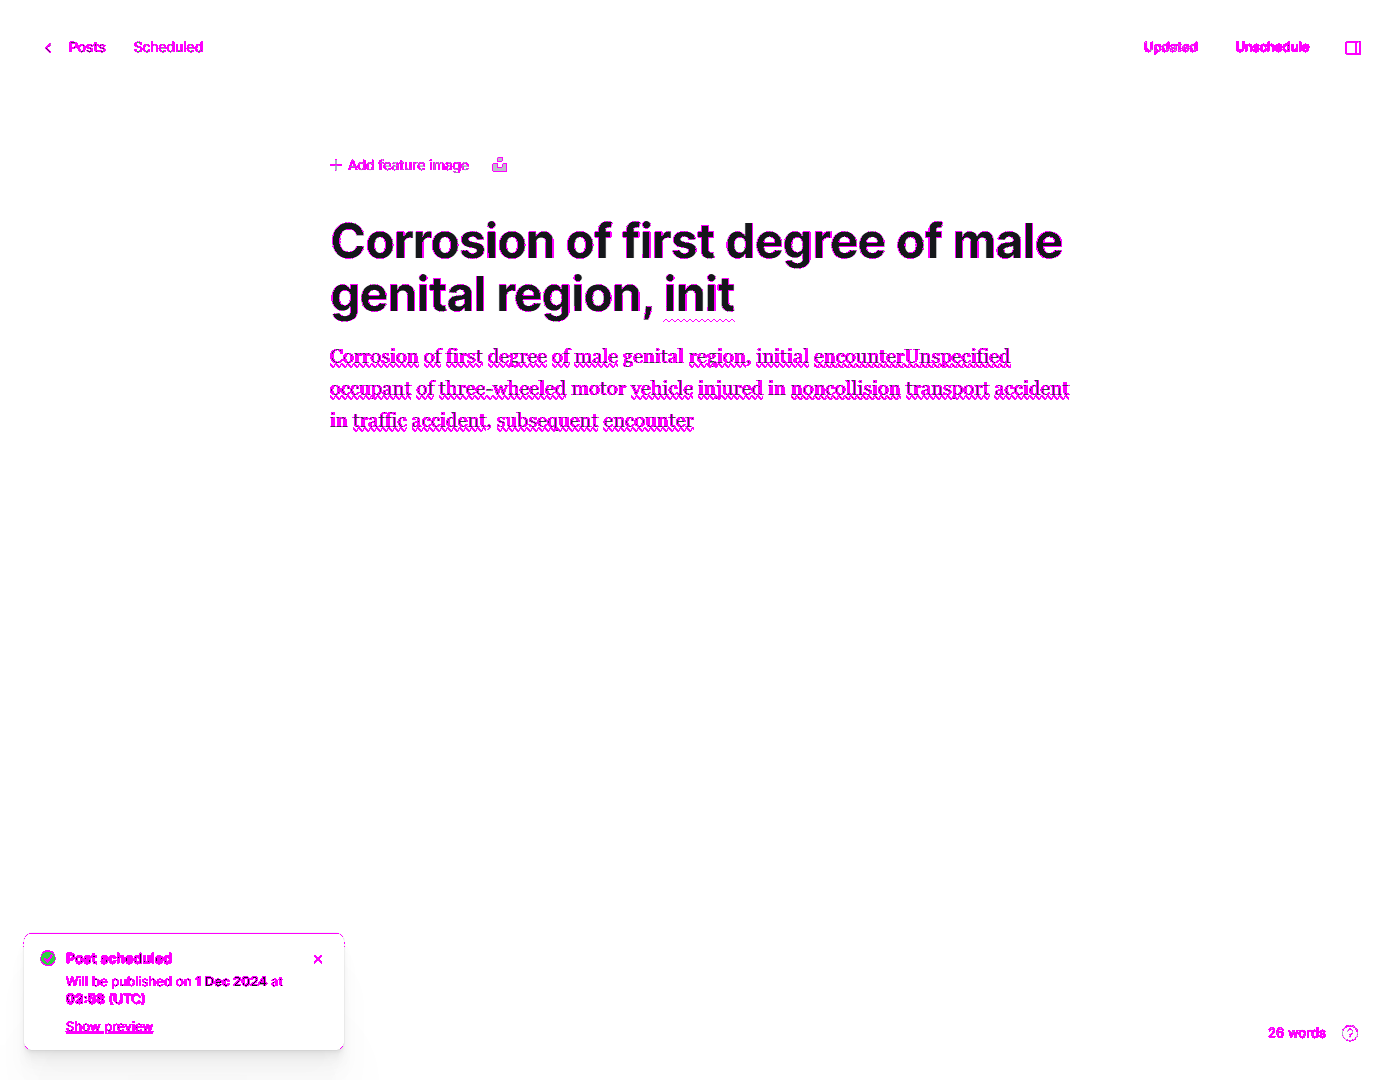 Posts Scheduled Updated Unschedule
Add feature image
Corrosion of first degree of male
genital region, init
Corrosion of first degree of male genital region, initial encounterUnspecified
occupant of three-wheeled motor vehicle injured in noncollision transport accident
in traffic accident, subsequent encounter
Post scheduled
Will be published on 1 Dec 2024 at
(UTC)
Show preview
26 words